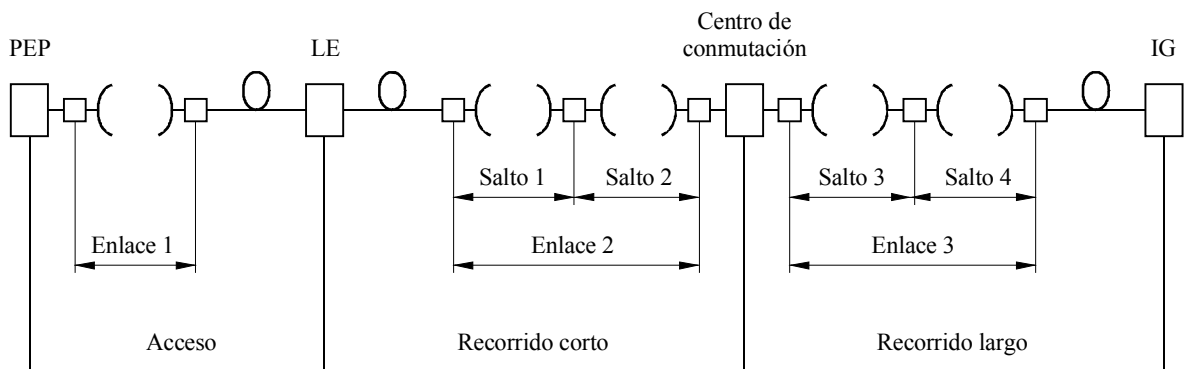 Centro de
conmutación
PEP
LE
IG
Salto 1
Salto 2
Salto 3
Salto 4
Enlace 1
Enlace 2
Enlace 3
Acceso
Recorrido corto
Recorrido largo